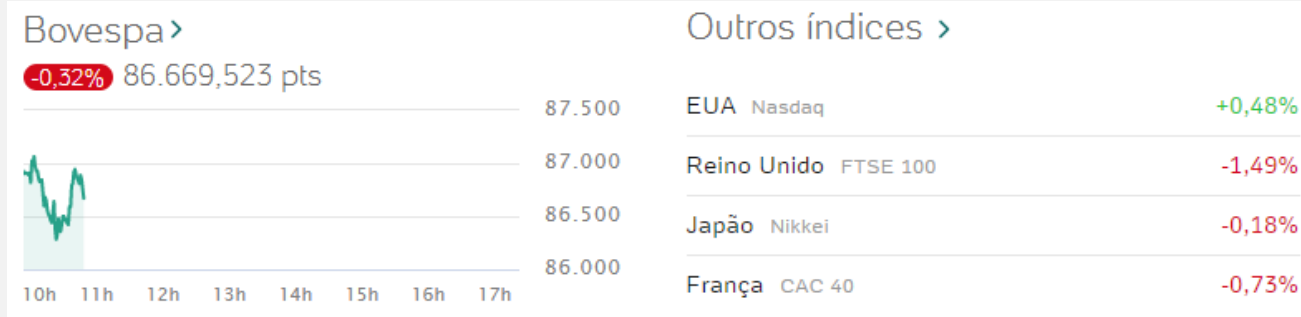 Bovespa >
-0,32% 86.669,523 pts
87.500
87.000
86.500
86.000
10h 11h 12h 13h 14h 15h 16h 17h
Outros índices >
EUA Nasdaq +0,48%
Reino Unido FTSE 100 -1,49%
Japão Nikkei -0,18%
França CAC 40 -0,73%